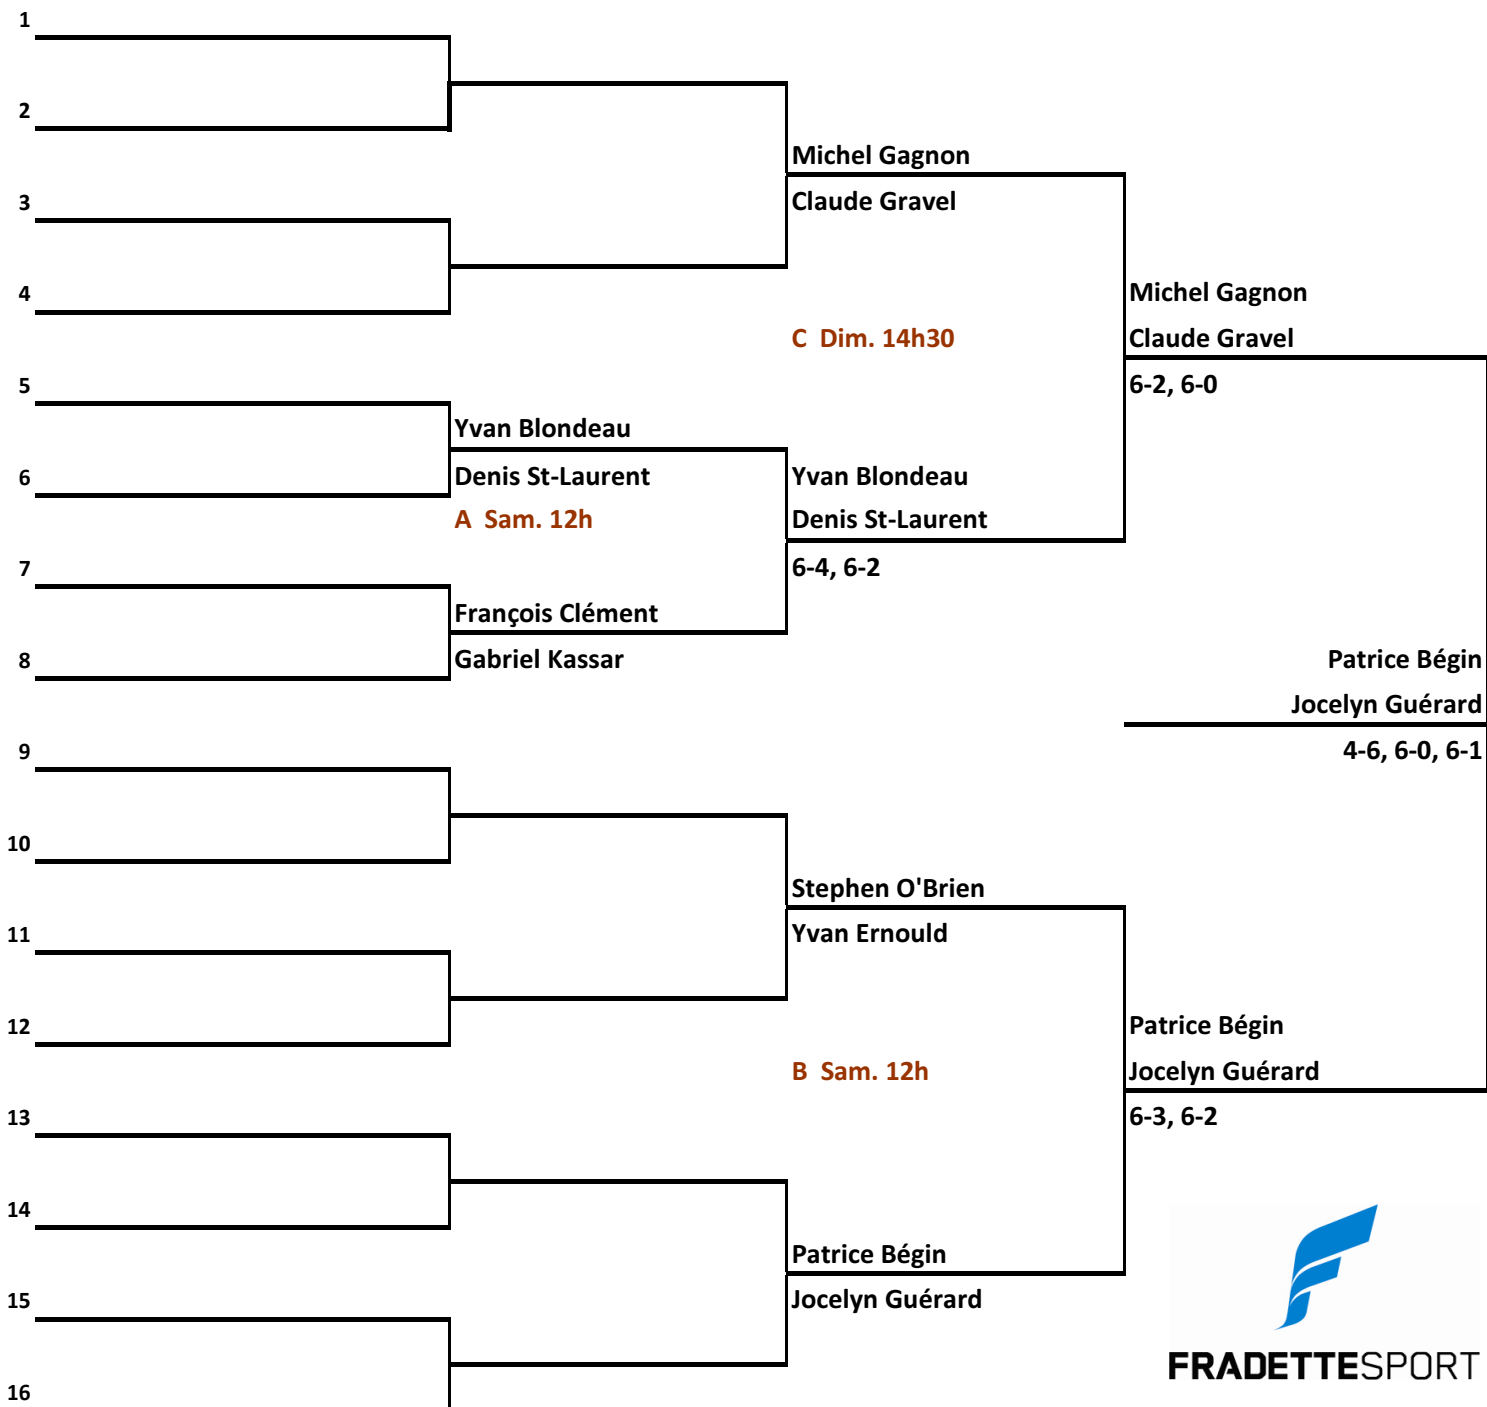 1
2
Michel Gagnon
3
Claude Gravel
4
Michel Gagnon
C Dim. 14h30
Claude Gravel
5
6-2, 6-0
Yvan Blondeau
6
Denis St-Laurent
Yvan Blondeau
A Sam. 12h
Denis St-Laurent
7
6-4, 6-2
François Clément
8
Gabriel Kassar
Patrice Bégin
Jocelyn Guérard
9
4-6, 6-0, 6-1
10
Stephen O'Brien
11
Yvan Ernould
12
Patrice Bégin
B Sam. 12h
Jocelyn Guérard
13
6-3, 6-2
14
Patrice Bégin
15
Jocelyn Guérard
FRADETTESPORT
16